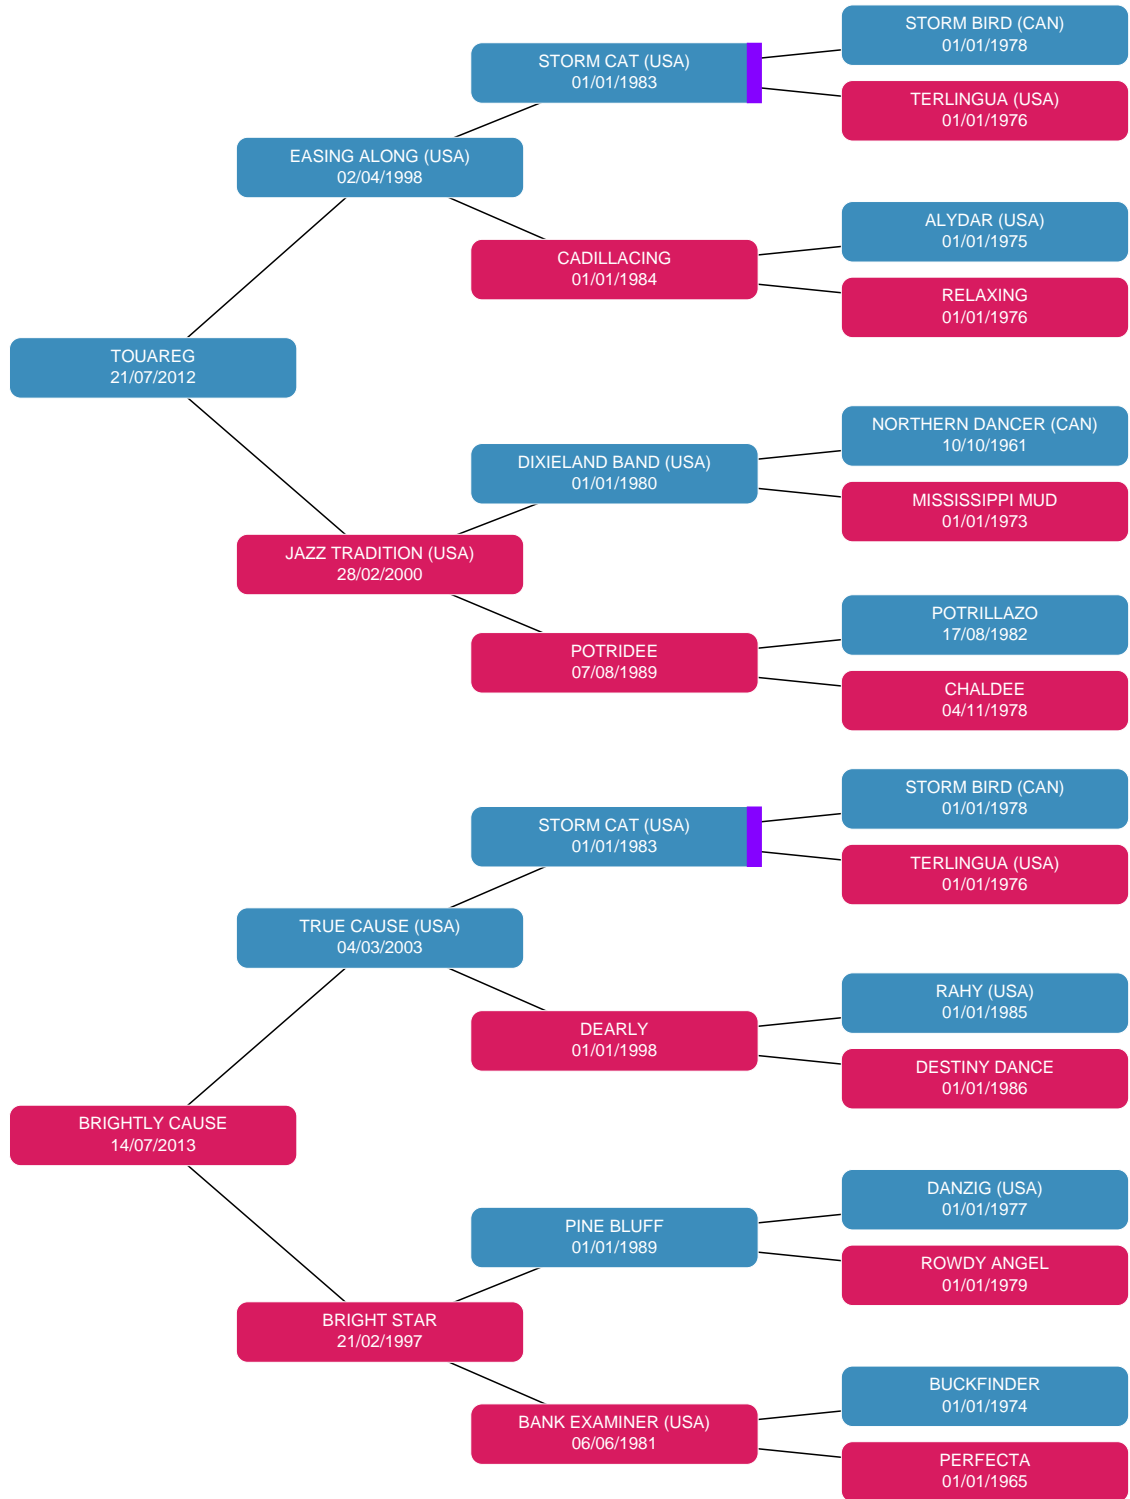 STORM BIRD (CAN)
01/01/1978
STORM CAT (USA)
01/01/1983
TERLINGUA (USA)
01/01/1976
EASING ALONG (USA)
02/04/1998
ALYDAR (USA)
01/01/1975
CADILLACING
01/01/1984
RELAXING
01/01/1976
TOUAREG
21/07/2012
NORTHERN DANCER (CAN)
10/10/1961
DIXIELAND BAND (USA)
01/01/1980
MISSISSIPPI MUD
01/01/1973
JAZZ TRADITION (USA)
28/02/2000
POTRILLAZO
17/08/1982
POTRIDEE
07/08/1989
CHALDEE
04/11/1978
STORM BIRD (CAN)
01/01/1978
STORM CAT (USA)
01/01/1983
TERLINGUA (USA)
01/01/1976
TRUE CAUSE (USA)
04/03/2003
RAHY (USA)
01/01/1985
DEARLY
01/01/1998
DESTINY DANCE
01/01/1986
BRIGHTLY CAUSE
14/07/2013
DANZIG (USA)
01/01/1977
PINE BLUFF
01/01/1989
ROWDY ANGEL
01/01/1979
BRIGHT STAR
21/02/1997
BUCKFINDER
01/01/1974
BANK EXAMINER (USA)
06/06/1981
PERFECTA
01/01/1965